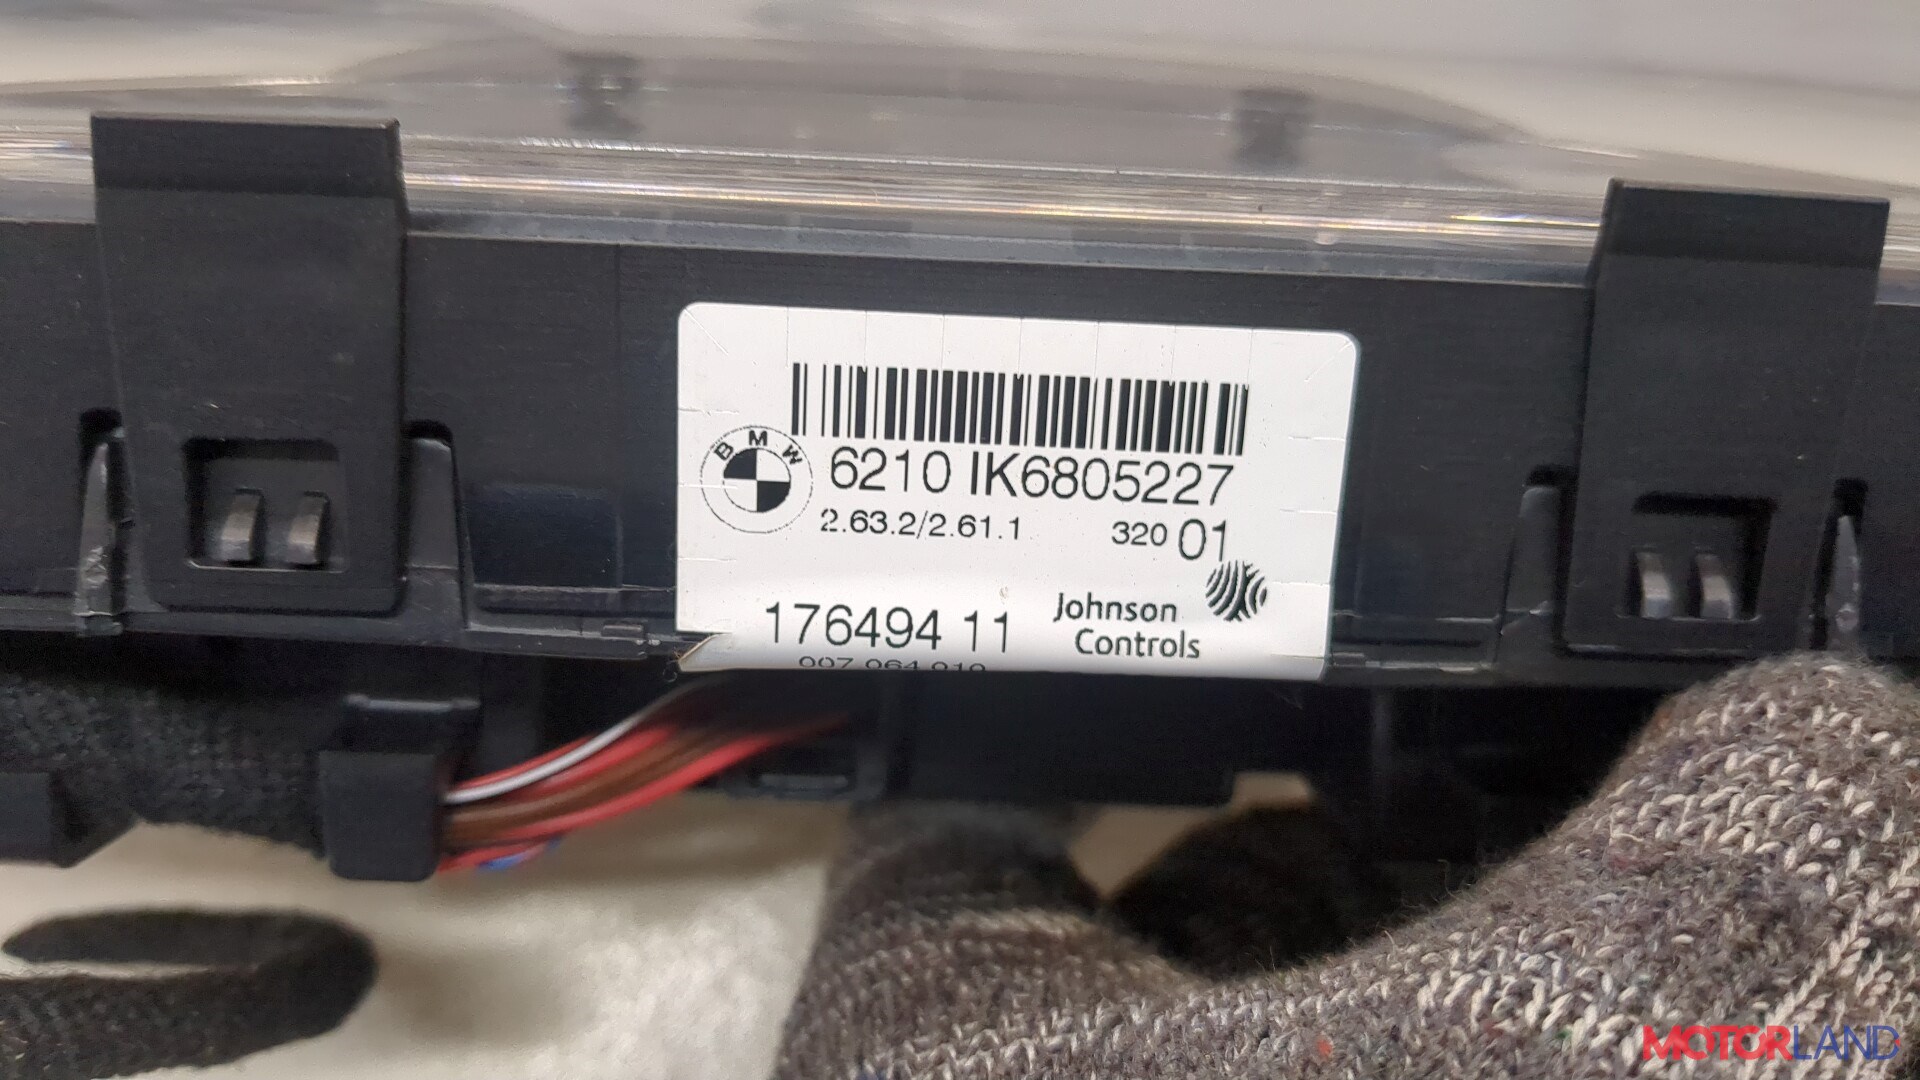 BMW
6210 IK6805227
2.63.2/2.61.1 320 01
176494 11 Johnson Controls
MOTORLAND